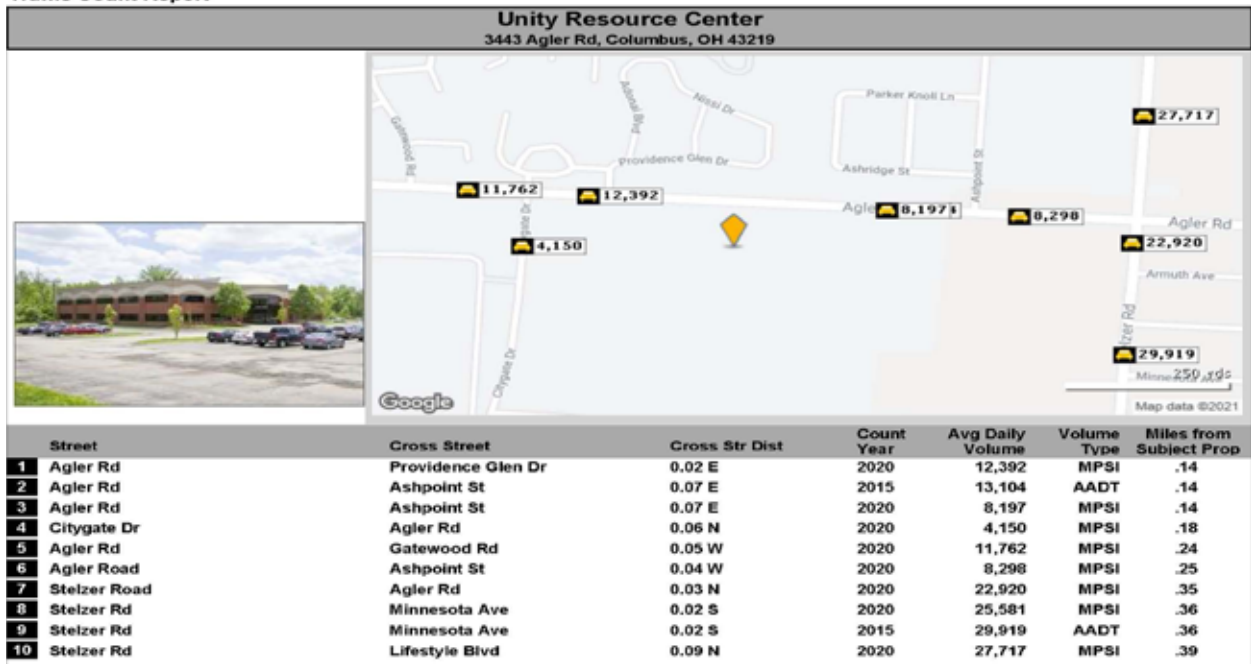 Unity Resource Center
3443 Agler Rd, Columbus, OH 43219
Adonai Blvd
Nissi Dr
Parker Knoll Ln
27,717
Gatewood Rd
Providence Glen Dr
Ashridge St
Ashpoint St
11,762
12,392
8,197
8,298
Agler Rd
4,150
22,920
Armuth Ave
29,919
250 yds
Citygate Dr
Google
Map data ©2021
Street Cross Street Cross Str Dist Count Year Avg Daily Volume Volume Type Miles from Subject Prop
1 Agler Rd Providence Glen Dr 0.02 E 2020 12,392 MPSI .14
2 Agler Rd Ashpoint St 0.07 E 2015 13,104 AADT .14
3 Agler Rd Ashpoint St 0.07 E 2020 8,197 MPSI .14
4 Citygate Dr Agler Rd 0.06 N 2020 4,150 MPSI .18
5 Agler Rd Gatewood Rd 0.05 W 2020 11,762 MPSI .24
6 Agler Road Ashpoint St 0.04 W 2020 8,298 MPSI .25
7 Stelzer Road Agler Rd 0.03 N 2020 22,920 MPSI .35
8 Stelzer Rd Minnesota Ave 0.02 S 2020 25,581 MPSI .36
9 Stelzer Rd Minnesota Ave 0.02 S 2015 29,919 AADT .36
10 Stelzer Rd Lifestyle Blvd 0.09 N 2020 27,717 MPSI .39